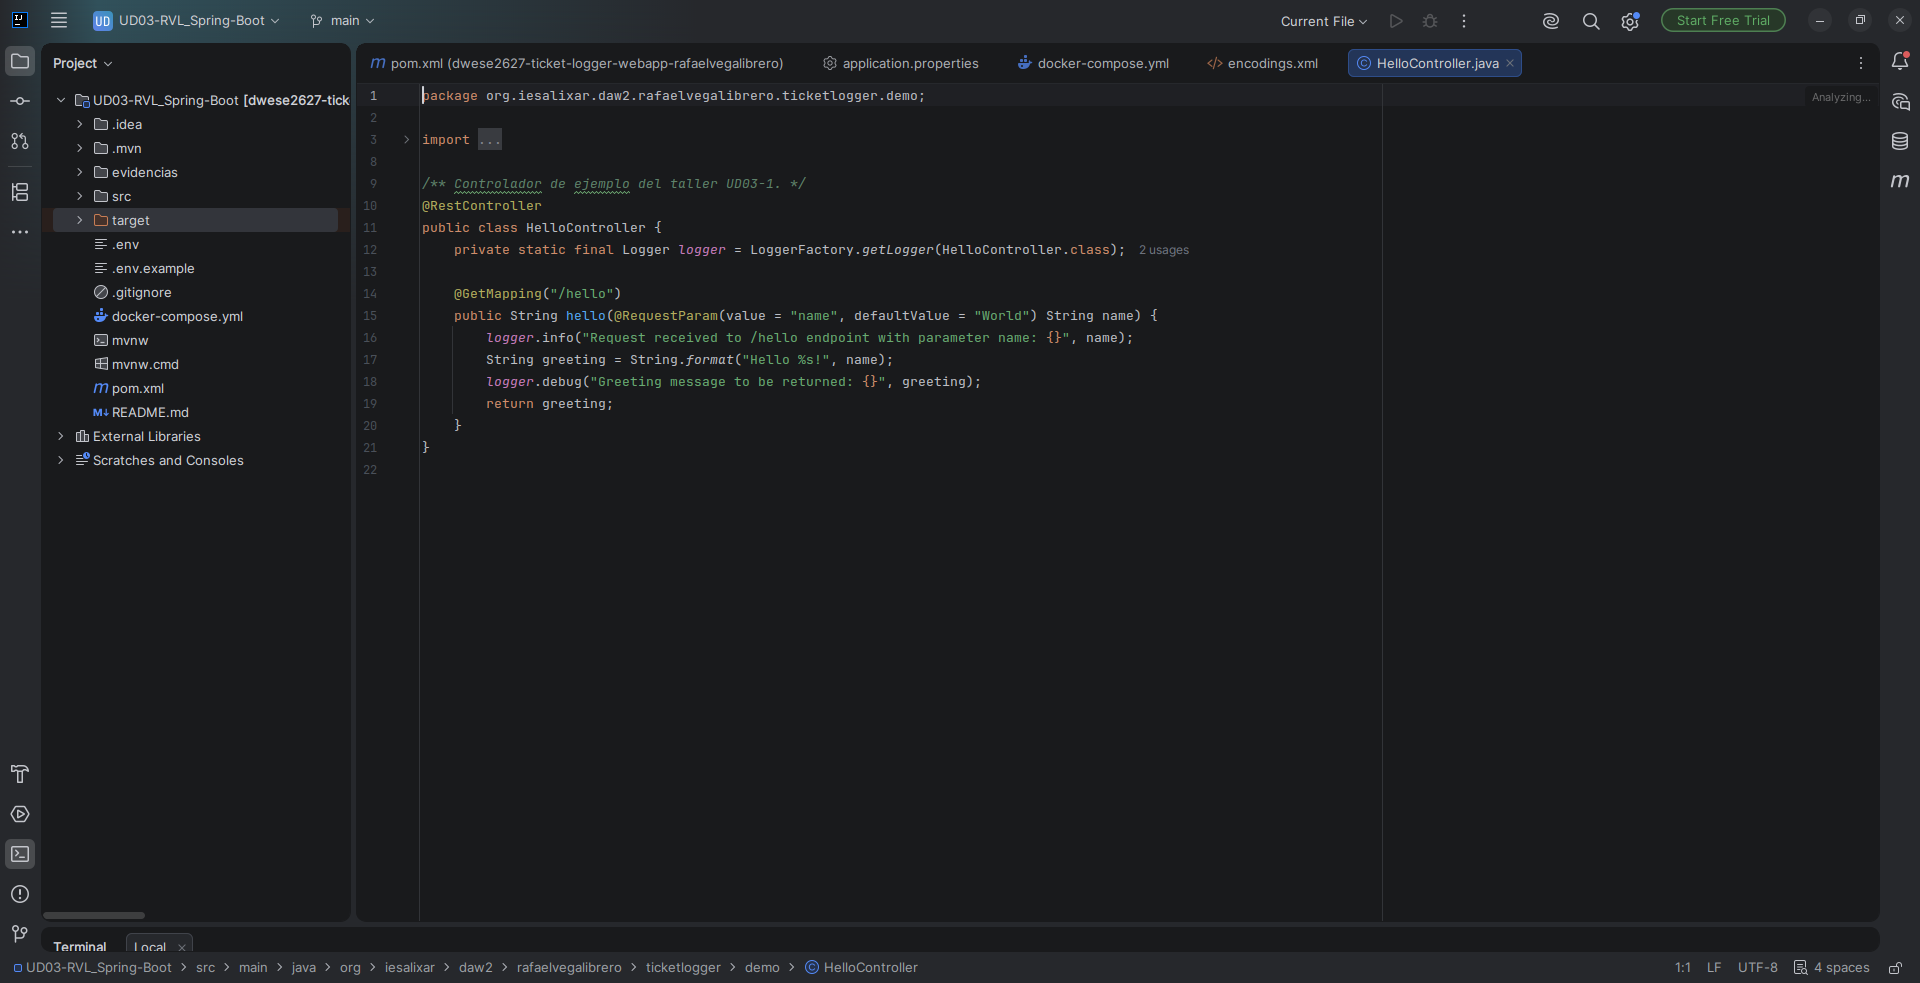 UD UD03-RVL_Spring-Boot main Current File Start Free Trial
Project
pom.xml (dwese2627-ticket-logger-webapp-rafaelvegalibrero) application.properties docker-compose.yml encodings.xml HelloController.java
UD03-RVL_Spring-Boot [dwese2627-tick
.idea
.mvn
evidencias
src
target
.env
.env.example
.gitignore
docker-compose.yml
mvnw
mvnw.cmd
pom.xml
README.md
External Libraries
Scratches and Consoles
1 package org.iesalixar.daw2.rafaelvegalibrero.ticketlogger.demo; Analyzing...
2
3 import ...
8
9 /** Controlador de ejemplo del taller UD03-1. */
10 @RestController
11 public class HelloController {
12 private static final Logger logger = LoggerFactory.getLogger(HelloController.class); 2 usages
13
14 @GetMapping("/hello")
15 public String hello(@RequestParam(value = "name", defaultValue = "World") String name) {
16 logger.info("Request received to /hello endpoint with parameter name: {}", name);
17 String greeting = String.format("Hello %s!", name);
18 logger.debug("Greeting message to be returned: {}", greeting);
19 return greeting;
20 }
21 }
22
Terminal Local
UD03-RVL_Spring-Boot > src > main > java > org > iesalixar > daw2 > rafaelvegalibrero > ticketlogger > demo > HelloController 1:1 LF UTF-8 4 spaces